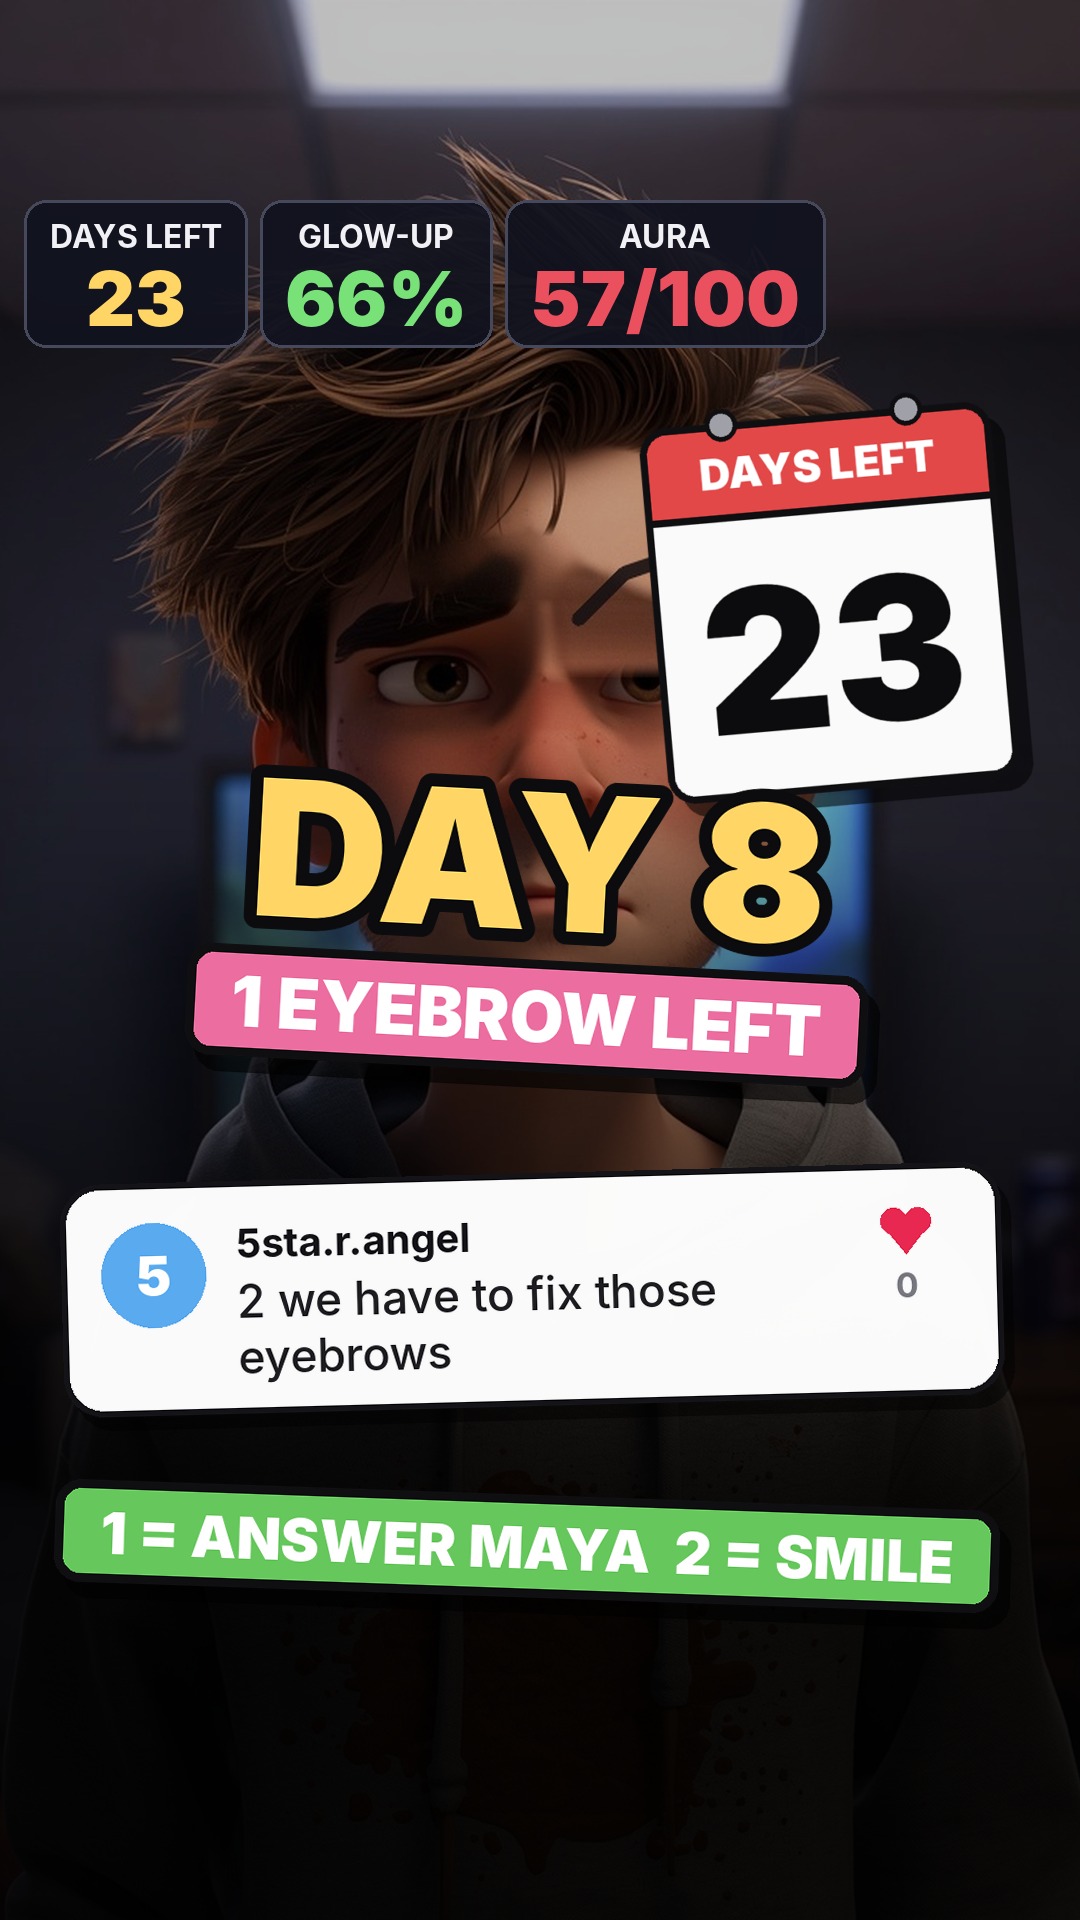 DAYS LEFT
23
GLOW-UP
66%
AURA
57/100
DAYS LEFT
23
DAY 8
1 EYEBROW LEFT
5
5sta.r.angel
2 we have to fix those
eyebrows
0
1 = ANSWER MAYA 2 = SMILE